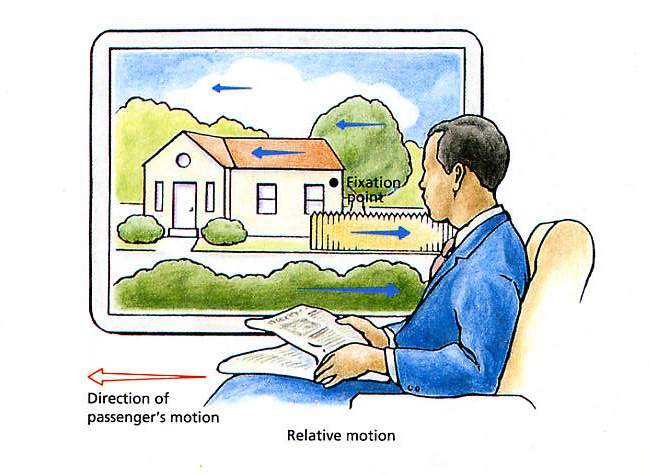 Fixation
point
Direction of
passenger's motion
Relative motion